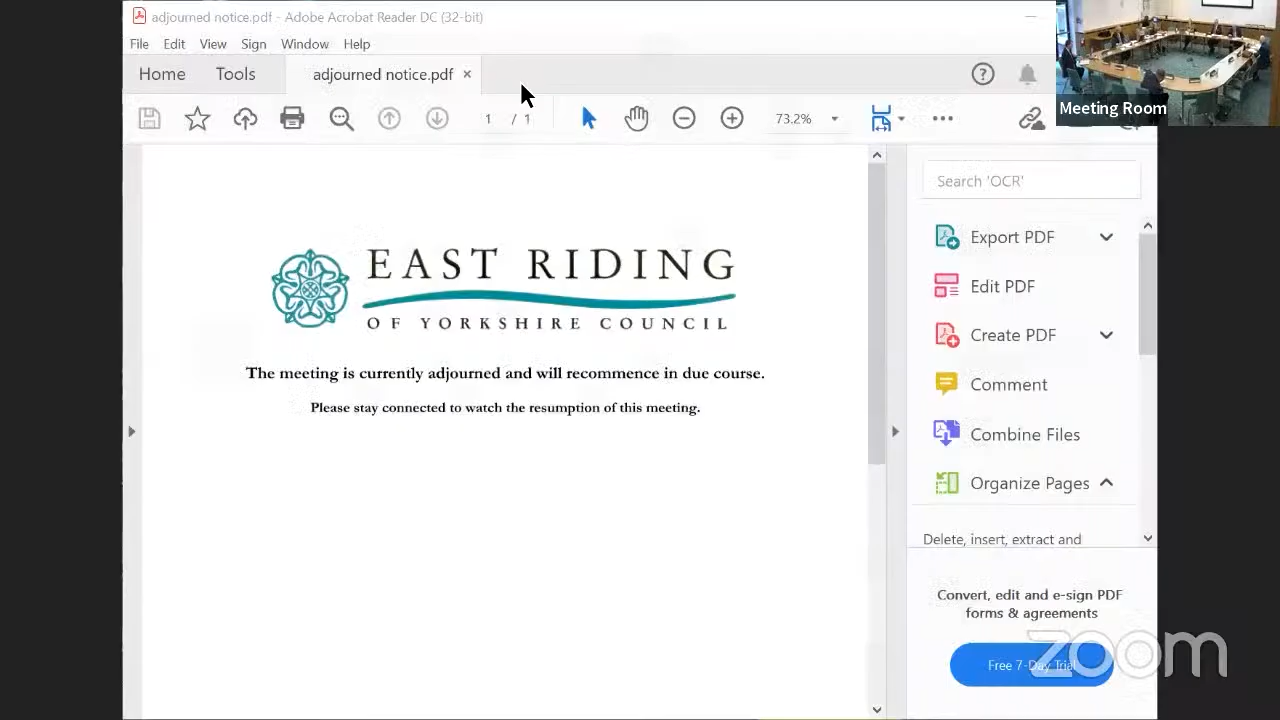 adjourned notice.pdf - Adobe Acrobat Reader DC (32-bit)
File Edit View Sign Window Help
Home Tools adjourned notice.pdf ×
Meeting Room
1 / 1 73.2%
Search 'OCR'
Export PDF
EAST RIDING
OF YORKSHIRE COUNCIL
Edit PDF
Create PDF
The meeting is currently adjourned and will recommence in due course.
Comment
Please stay connected to watch the resumption of this meeting.
Combine Files
Organize Pages
Delete, insert, extract and
Convert, edit and e-sign PDF
forms & agreements
Free 7-Day Trial
zoom